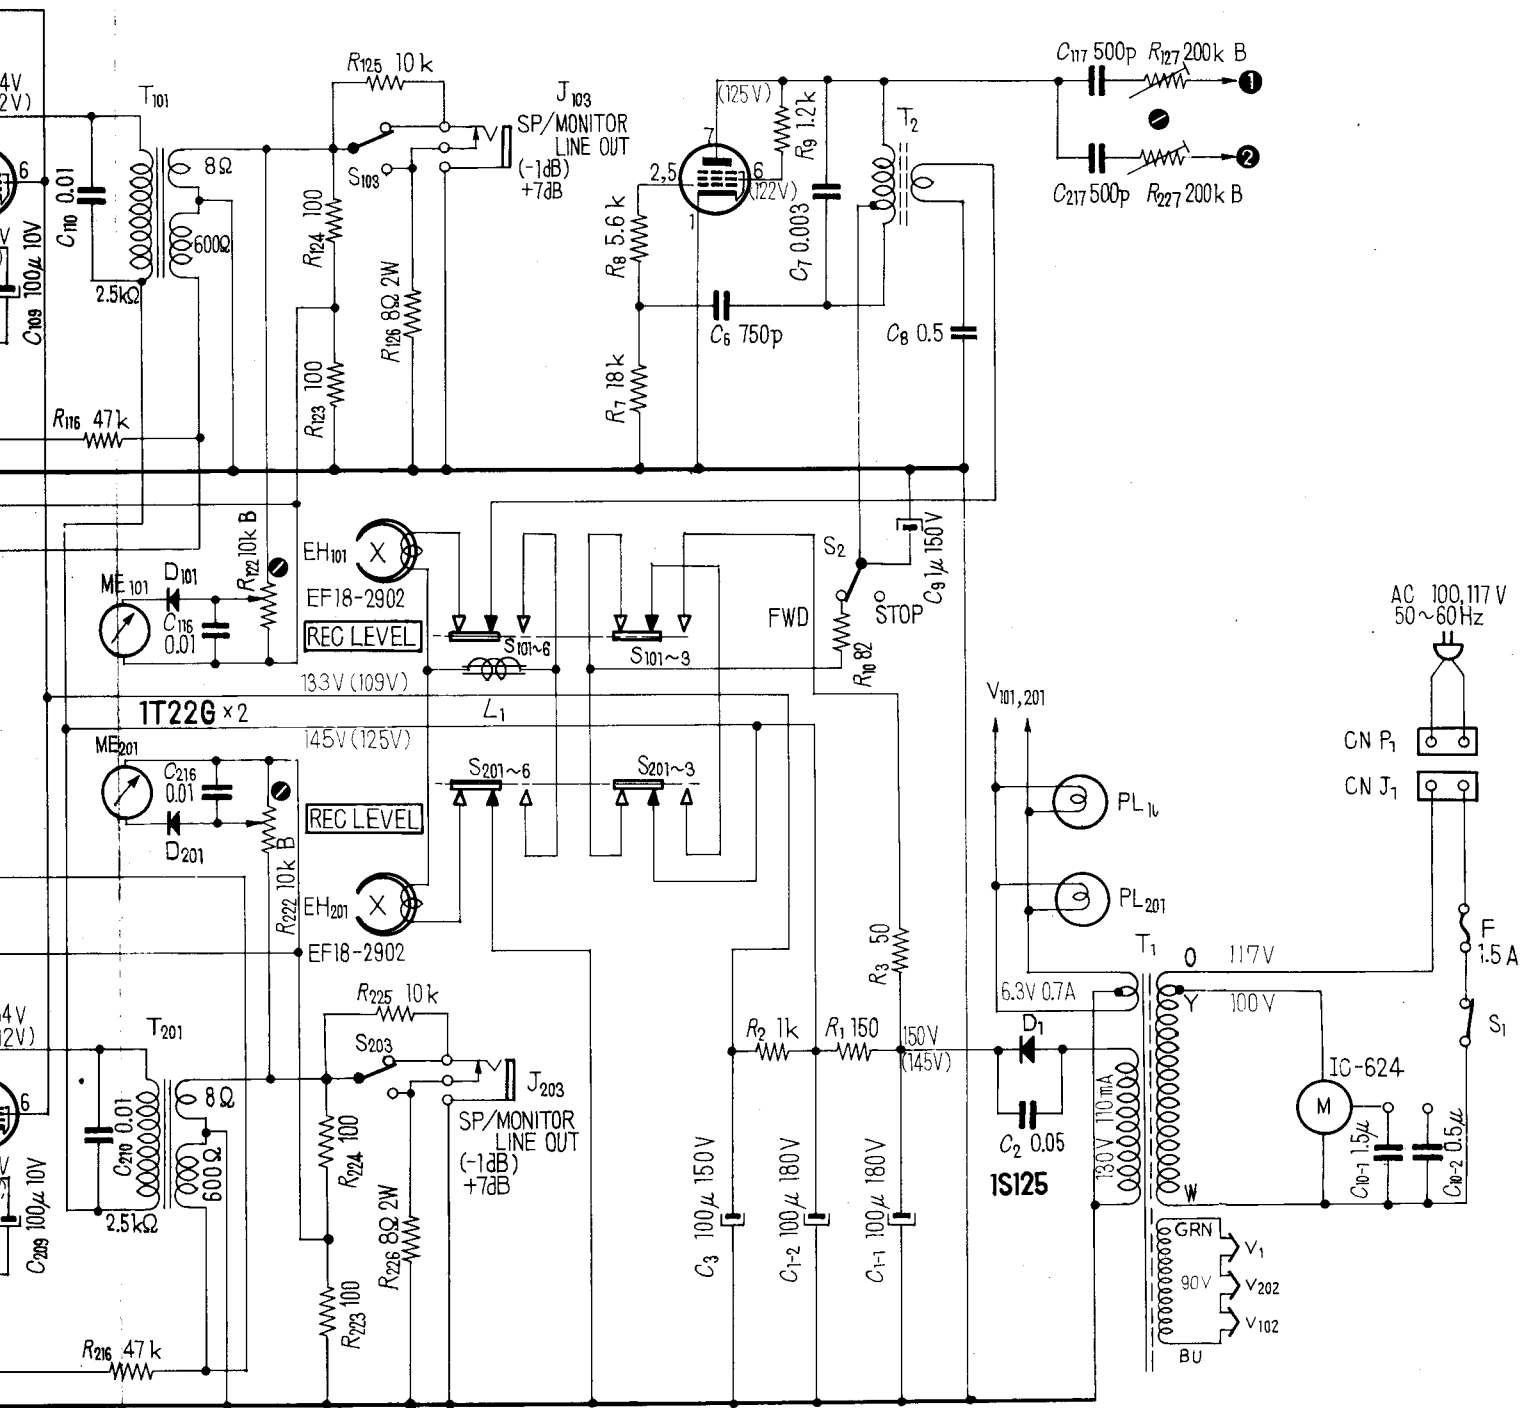 4V
2V)
T101
6
C110 0.01
V
C109 100μ 10V
8Ω
600Ω
2.5kΩ
R116 47k
R125 10k
J103
SP/MONITOR
LINE OUT
(-1dB)
+7dB
S103
R124 100
R123 100
R126 8Ω 2W
(125V)
7
R9 1.2k
T2
2,5
6
(122V)
1
R8 5.6k
C7 0.003
C6 750p
C8 0.5
R7 18k
C117 500p R127 200k B
1
2
C217 500p R227 200k B
ME101
D101
R122 10k B
C116
0.01
EH101
X
EF18-2902
REC LEVEL
133V (109V)
S101~6
S101~3
L1
S2
FWD
STOP
C9 1μ 150V
R10 82
1T22G ×2
145V (125V)
ME201
C216
0.01
D201
R222 10k B
REC LEVEL
S201~6
S201~3
EH201
X
EF18-2902
V101,201
PL201
AC 100,117V
50~60Hz
CN P1
CN J1
F
1.5A
S1
T1
O
117V
Y
100V
6.3V 0.7A
R3 50
R2 1k
R1 150
150V
(145V)
D1
C2 0.05
1S125
130V 110mA
IC-624
M
C10-1 1.5μ
C10-2 0.5μ
W
GRN
90V
BU
V1
V202
V102
C3 100μ 150V
C1-2 100μ 180V
C1-1 100μ 180V
4V
12V)
T201
6
C210 0.01
V
C209 100μ 10V
8Ω
600Ω
2.5kΩ
R216 47k
R225 10k
S203
J203
SP/MONITOR
LINE OUT
(-1dB)
+7dB
R224 100
R226 8Ω 2W
R223 100